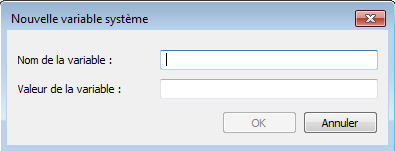 Nouvelle variable système
Nom de la variable :
Valeur de la variable :
OK Annuler